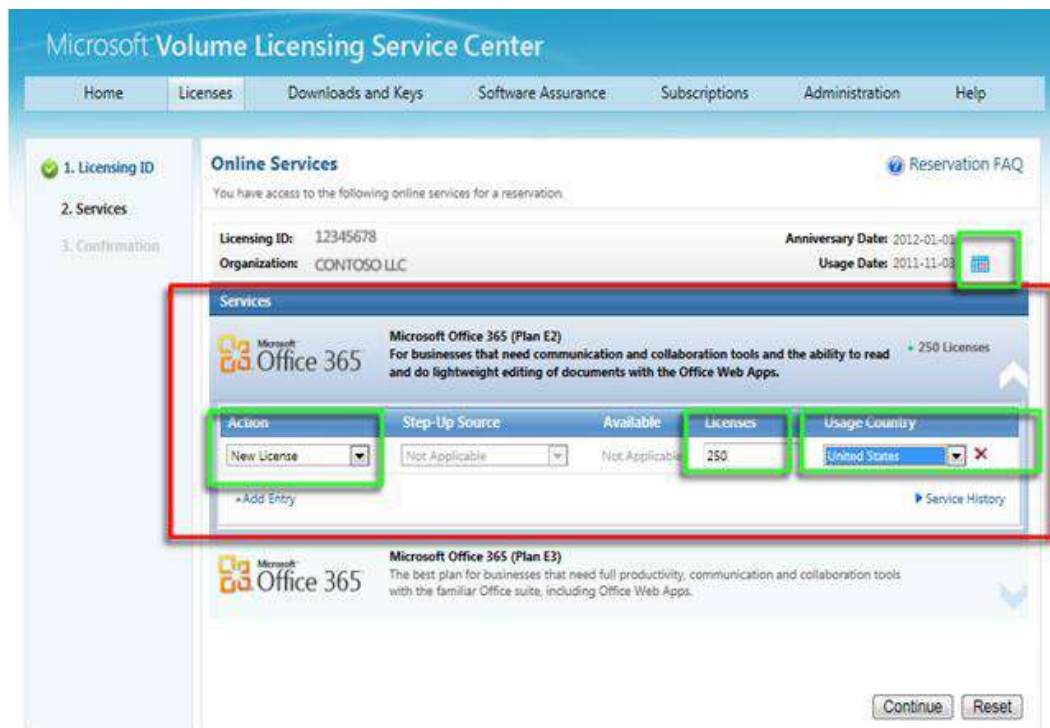 Microsoft Volume Licensing Service Center
Home Licenses Downloads and Keys Software Assurance Subscriptions Administration Help
1. Licensing ID
2. Services
3. Confirmation
Online Services
Reservation FAQ
You have access to the following online services for a reservation.
Licensing ID: 12345678
Anniversary Date: 2012-01-01
Organization: CONTOSO LLC
Usage Date: 2011-11-03
Services
Microsoft Office 365
Microsoft Office 365 (Plan E2)
For businesses that need communication and collaboration tools and the ability to read
and do lightweight editing of documents with the Office Web Apps.
+ 250 Licenses
Action Step-Up Source Available Licenses Usage Country
New License Not Applicable Not Applicable 250 United States
+Add Entry
Service History
Microsoft Office 365
Microsoft Office 365 (Plan E3)
The best plan for businesses that need full productivity, communication and collaboration tools
with the familiar Office suite, including Office Web Apps.
Continue Reset